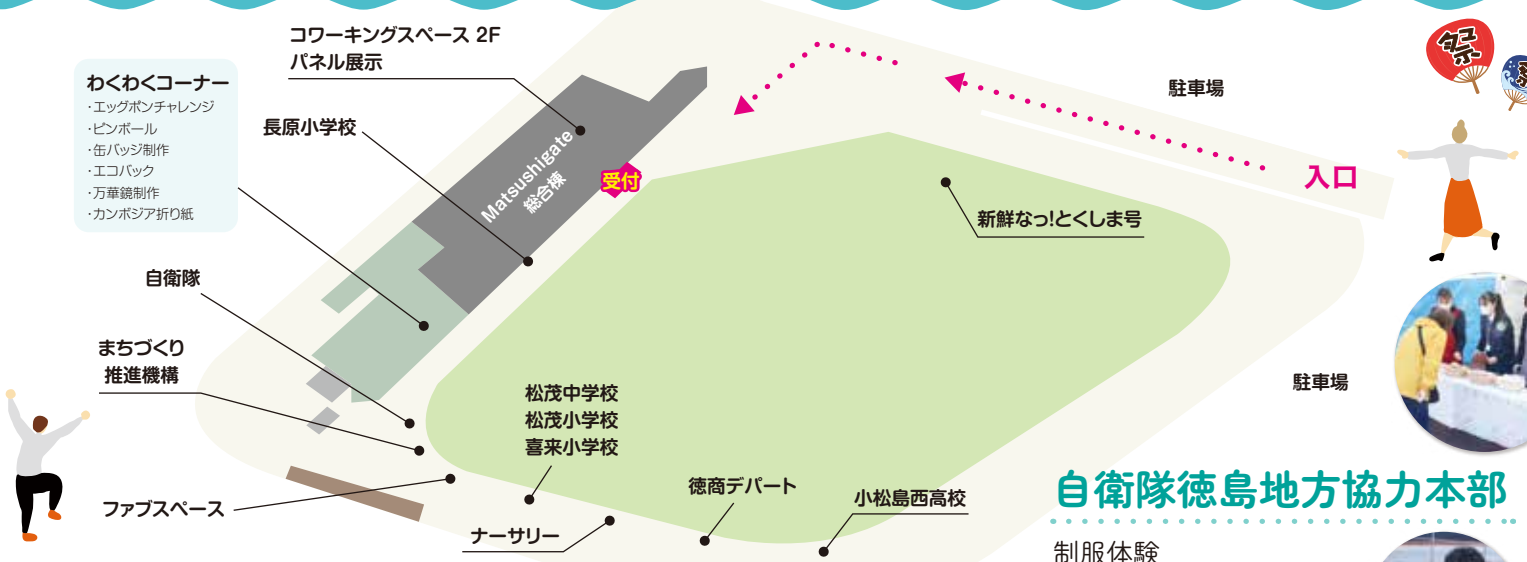 コワーキングスペース 2F
パネル展示
わくわくコーナー
・エッグポンチャレンジ
・ピンボール
・缶バッジ制作
・エコバック
・万華鏡制作
・カンボジア折り紙
長原小学校
Matsushigate
総合棟
受付
駐車場
祭
入口
新鮮なっ!とくしま号
自衛隊
まちづくり
推進機構
駐車場
松茂中学校
松茂小学校
喜来小学校
ファブスペース
ナーサリー
徳商デパート
小松島西高校
自衛隊徳島地方協力本部
制服体験